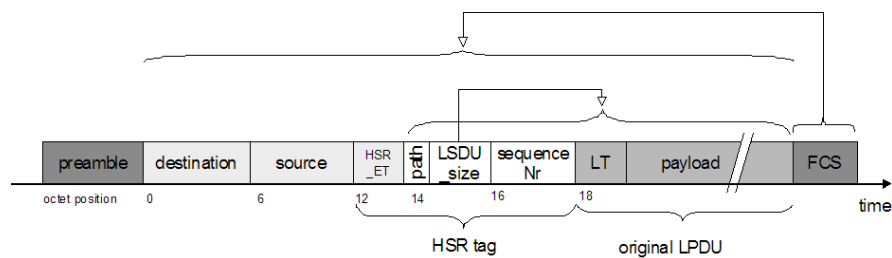 preamble
destination
source
HSR
_ET
path
LSDU
_size
sequence
Nr
LT
payload
FCS
octet position
0
6
12
14
16
18
time
HSR tag
original LPDU